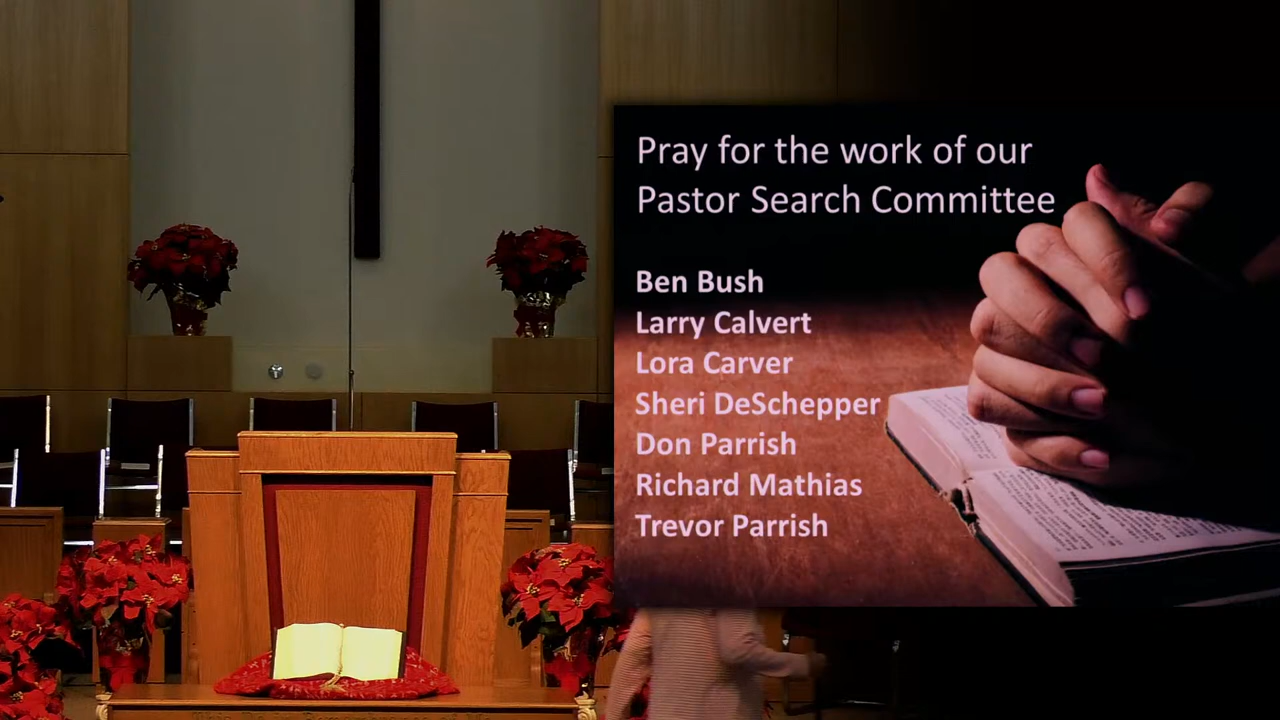 Pray for the work of our
Pastor Search Committee
Ben Bush
Larry Calvert
Lora Carver
Sheri DeSchepper
Don Parrish
Richard Mathias
Trevor Parrish